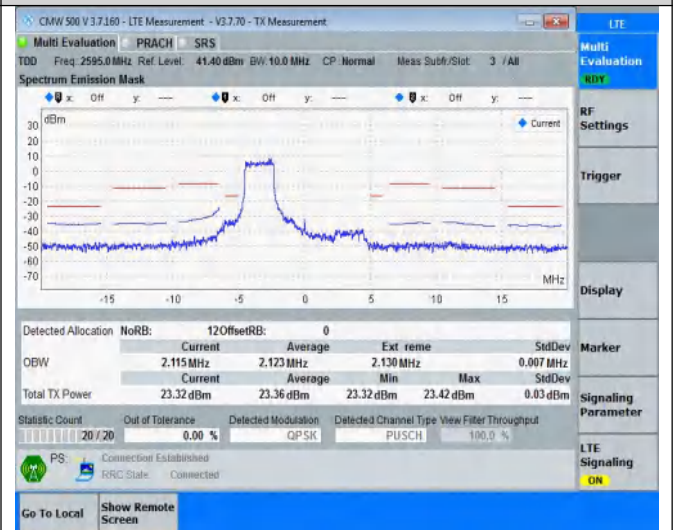 CMW 500 V 3.7.160 - LTE Measurement - V3.7.70 - TX Measurement
LTE
Multi Evaluation PRACH SRS
TDD Freq: 2595.0 MHz Ref. Level: 41.40 dBm BW: 10.0 MHz CP: Normal Meas Subfr./Slot: 3 / All
Spectrum Emission Mask
x: Off y: --- x: Off y: --- x: Off y: ---
dBm
Current
30
20
10
0
-10
-20
-30
-40
-50
-60
-70
MHz
-15 -10 -5 0 5 10 15
Detected Allocation NoRB: 12 OffsetRB: 0
Current Average Extreme StdDev
OBW 2.115 MHz 2.123 MHz 2.130 MHz 0.007 MHz
Current Average Min Max StdDev
Total TX Power 23.32 dBm 23.36 dBm 23.32 dBm 23.42 dBm 0.03 dBm
Statistic Count Out of Tolerance Detected Modulation Detected Channel Type View Filter Throughput
20 / 20 0.00 % QPSK PUSCH 100.0 %
PS: Connection Established
RRC State: Connected
Multi
Evaluation
RDY
RF
Settings
Trigger
Display
Marker
Signaling
Parameter
LTE
Signaling
ON
Go To Local
Show Remote
Screen